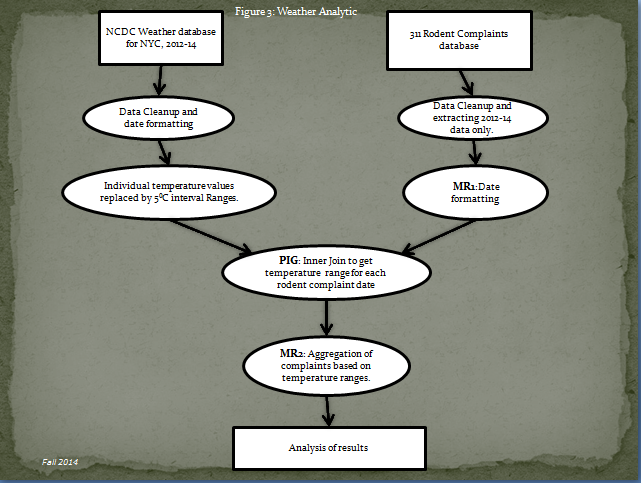 Figure 3: Weather Analytic
NCDC Weather database
for NYC, 2012-14
311 Rodent Complaints
database
Data Cleanup and
date formatting
Data Cleanup and
extracting 2012-14
data only.
Individual temperature values
replaced by 5⁰C interval Ranges.
MR1:Date
formatting
PIG: Inner Join to get
temperature range for each
rodent complaint date
MR2: Aggregation of
complaints based on
temperature ranges.
Analysis of results
Fall 2014